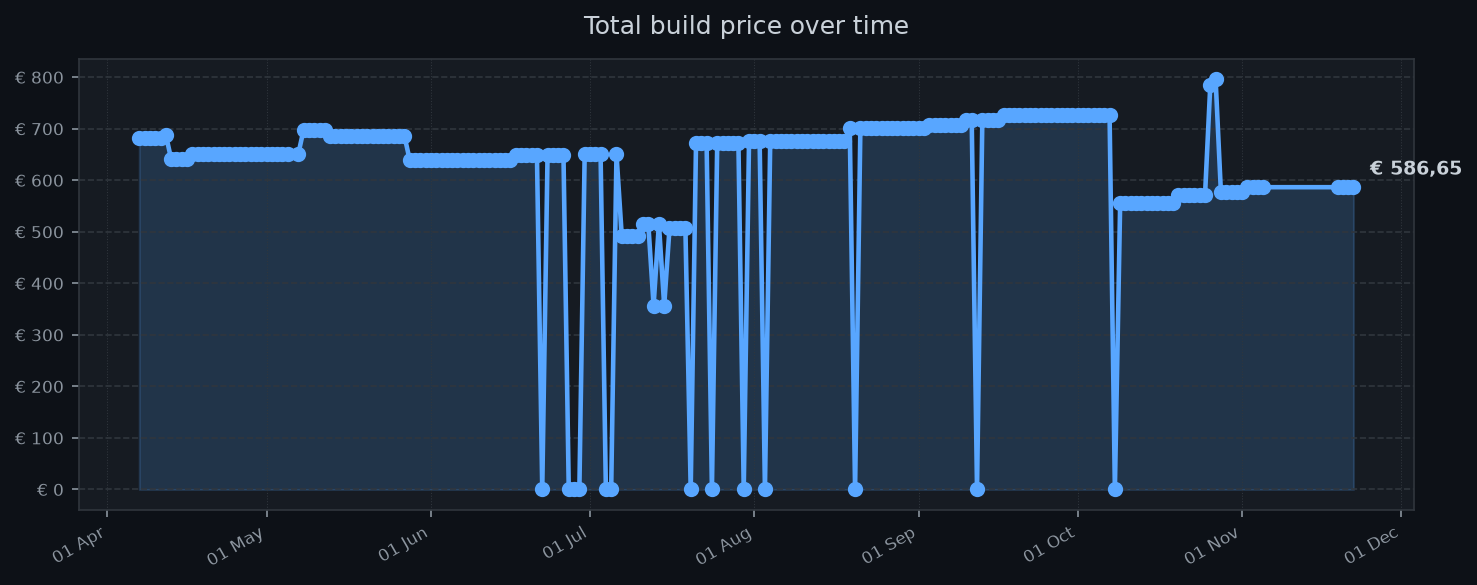 Total build price over time
€ 800
€ 700
€ 600
€ 500
€ 400
€ 300
€ 200
€ 100
€ 0
€ 586,65
01 Apr
01 May
01 Jun
01 Jul
01 Aug
01 Sep
01 Oct
01 Nov
01 Dec